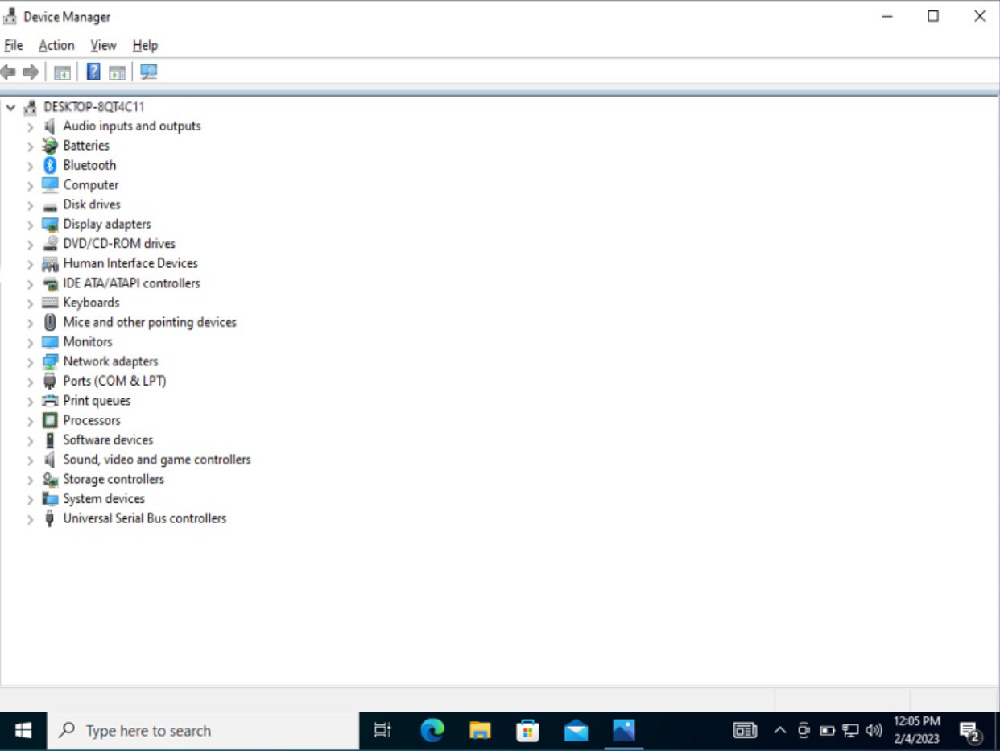 Device Manager
File Action View Help
?
DESKTOP-8QT4C11
Audio inputs and outputs
Batteries
Bluetooth
Computer
Disk drives
Display adapters
DVD/CD-ROM drives
Human Interface Devices
IDE ATA/ATAPI controllers
Keyboards
Mice and other pointing devices
Monitors
Network adapters
Ports (COM & LPT)
Print queues
Processors
Software devices
Sound, video and game controllers
Storage controllers
System devices
Universal Serial Bus controllers
Type here to search
12:05 PM
2/4/2023
2